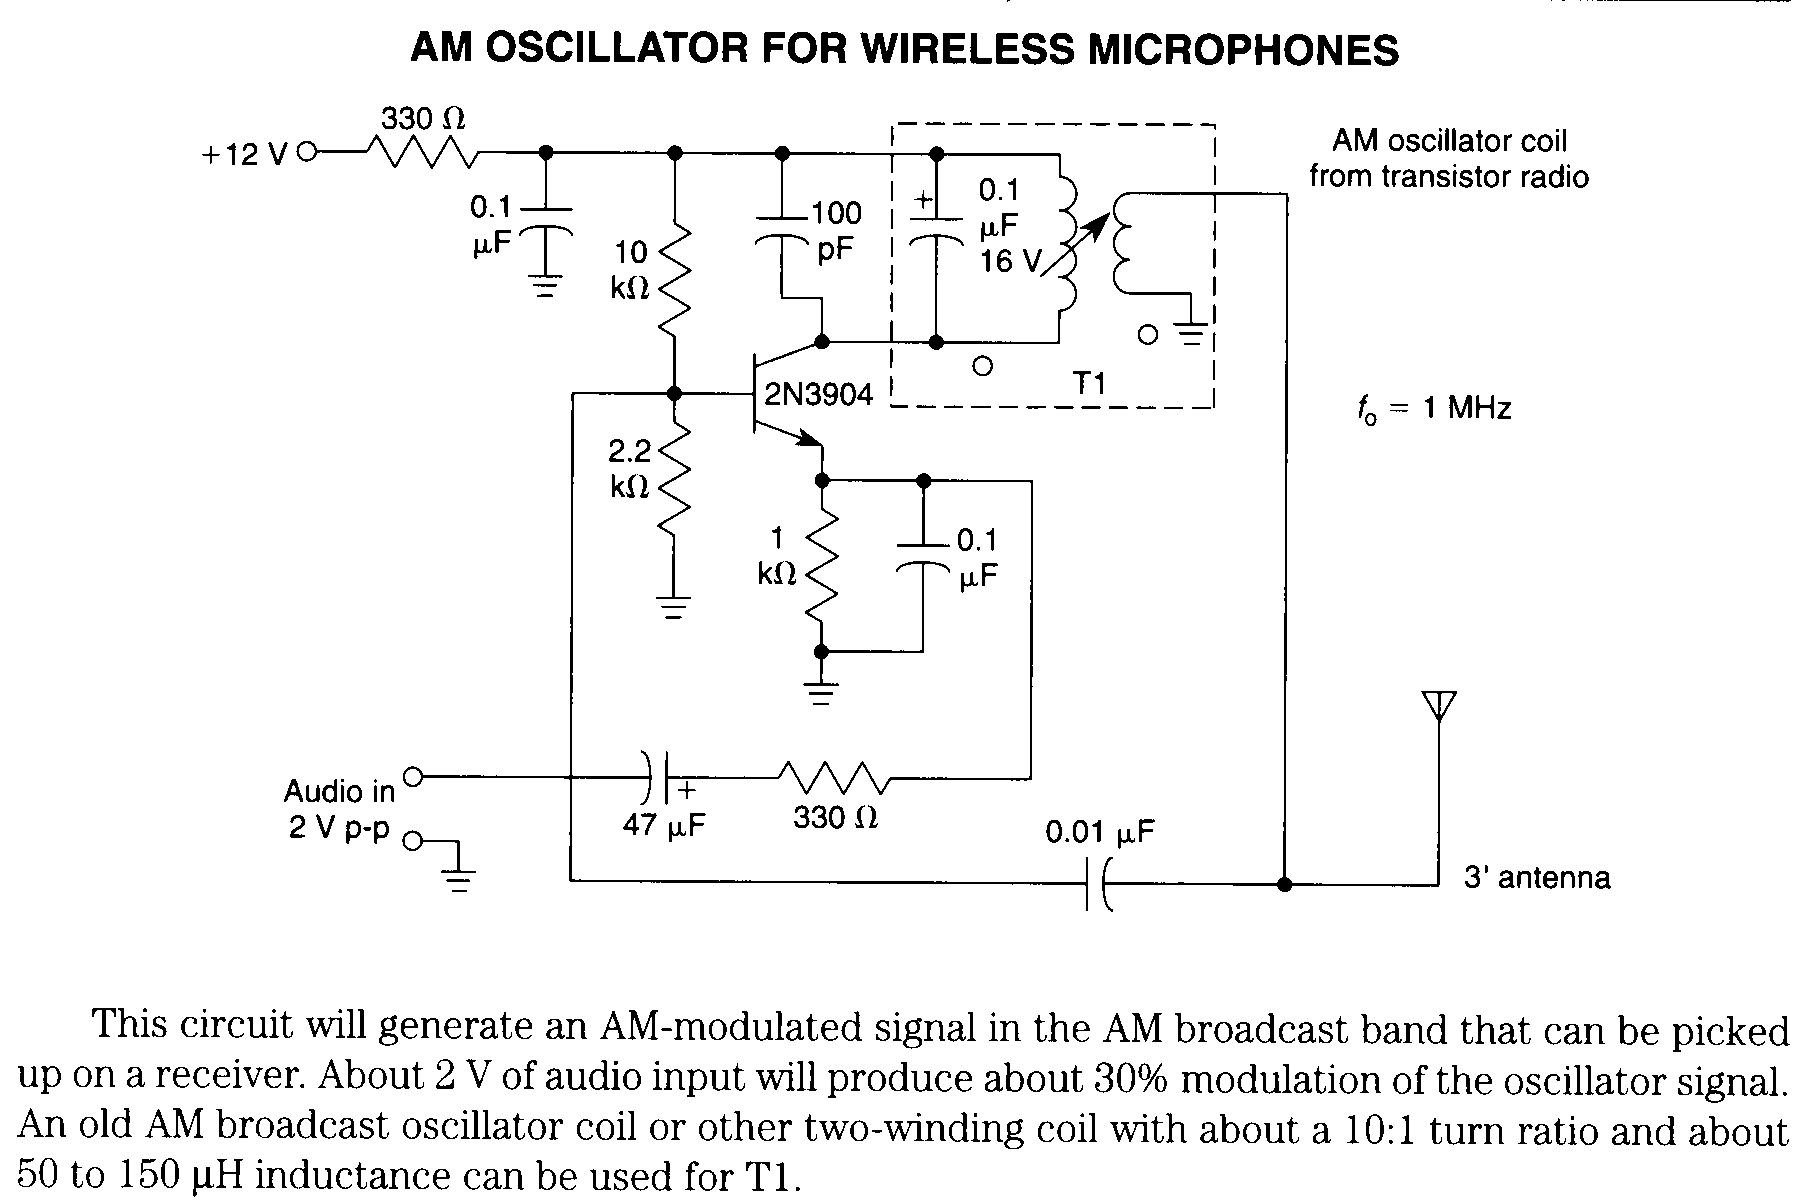 AM OSCILLATOR FOR WIRELESS MICROPHONES
330 Ω
+12 V
0.1
μF
10
kΩ
100
pF
+
0.1
μF
16 V
AM oscillator coil
from transistor radio
T1
2N3904
fo = 1 MHz
2.2
kΩ
1
kΩ
0.1
μF
Audio in
2 V p-p
+
47 μF
330 Ω
0.01 μF
3' antenna
This circuit will generate an AM-modulated signal in the AM broadcast band that can be picked
up on a receiver. About 2 V of audio input will produce about 30% modulation of the oscillator signal.
An old AM broadcast oscillator coil or other two-winding coil with about a 10:1 turn ratio and about
50 to 150 μH inductance can be used for T1.